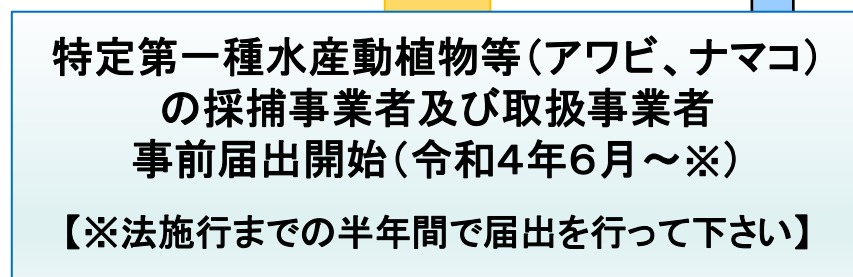 特定第一種水産動植物等(アワビ、ナマコ)
の採捕事業者及び取扱事業者
事前届出開始(令和4年6月～※)
【※法施行までの半年間で届出を行って下さい】